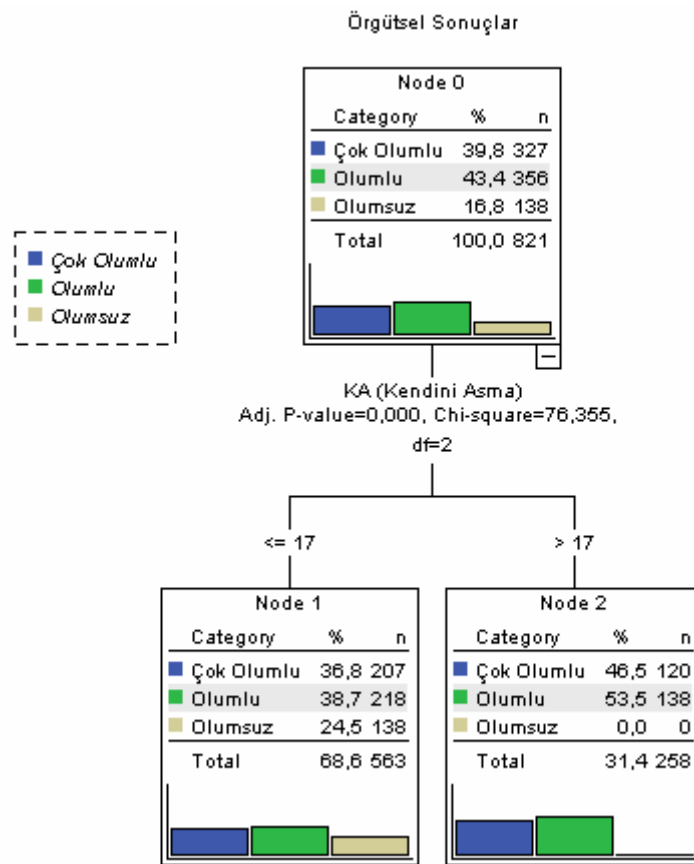 Örgütsel Sonuçlar
Node 0
Category % n
Çok Olumlu 39,8 327
Olumlu 43,4 356
Olumsuz 16,8 138
Total 100,0 821
Çok Olumlu
Olumlu
Olumsuz
KA (Kendini Asma)
Adj. P-value=0,000, Chi-square=76,355,
df=2
<= 17
> 17
Node 1
Category % n
Çok Olumlu 36,8 207
Olumlu 38,7 218
Olumsuz 24,5 138
Total 68,6 563
Node 2
Category % n
Çok Olumlu 46,5 120
Olumlu 53,5 138
Olumsuz 0,0 0
Total 31,4 258